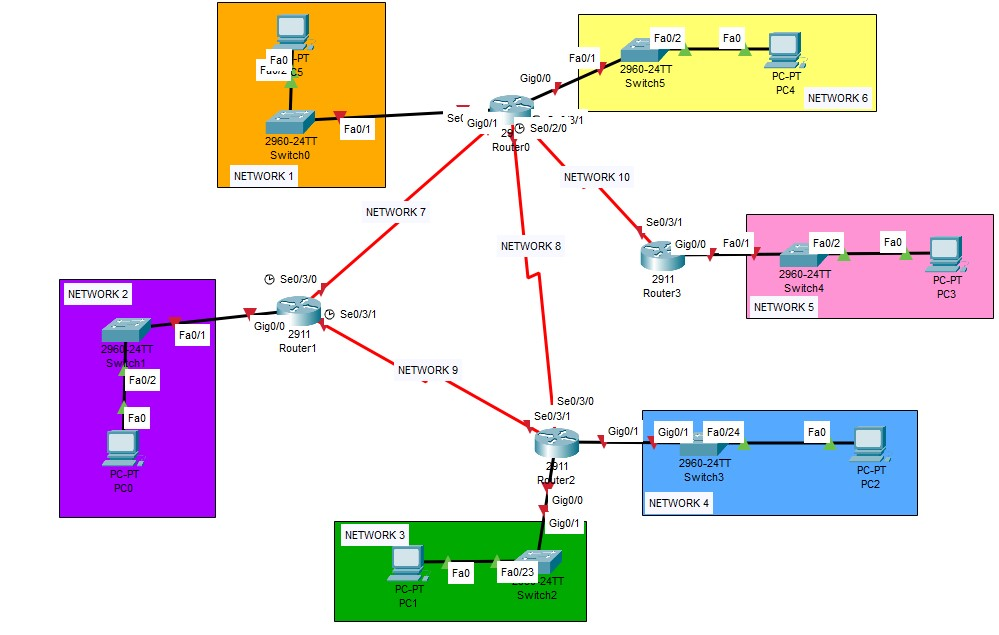 Fa0
-PT
Fa0/2
C5
2960-24TT
Switch0
Fa0/1
NETWORK 1
Fa0/1
Fa0/2
Fa0
2960-24TT
Switch5
PC-PT
PC4
NETWORK 6
Gig0/0
Gig0/1
Se0/2/0
3/1
Router0
NETWORK 7
NETWORK 8
NETWORK 10
Se0/3/1
Gig0/0
2911
Router3
Fa0/1
Fa0/2
Fa0
2960-24TT
Switch4
PC-PT
PC3
NETWORK 5
NETWORK 2
Fa0/1
2960-24TT
Switch1
Fa0/2
Fa0
PC-PT
PC0
Se0/3/0
Gig0/0
Se0/3/1
2911
Router1
NETWORK 9
Se0/3/0
Se0/3/1
2911
Router2
Gig0/1
Gig0/0
Gig0/1
Gig0/1
Fa0/24
Fa0
2960-24TT
Switch3
PC-PT
PC2
NETWORK 4
NETWORK 3
Fa0
Fa0/23
-24TT
Switch2
PC-PT
PC1